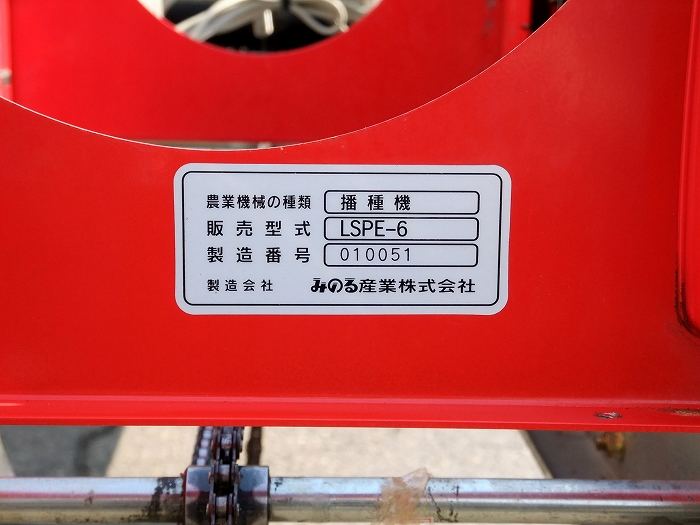 農業機械の種類 播種機
販売型式 LSPE-6
製造番号 010051
製造会社 みのる産業株式会社